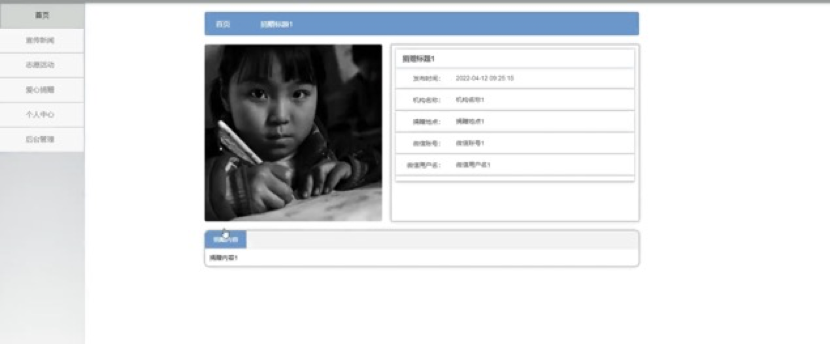 首页
宣传新闻
志愿活动
爱心捐赠
个人中心
后台管理
首页 捐赠标题1
捐赠标题1
发布时间: 2022-04-12 09:26:15
机构名称: 机构名称1
捐赠地点: 捐赠地点1
微信账号: 微信账号1
微信用户名: 微信用户名1
捐赠内容
捐赠内容1